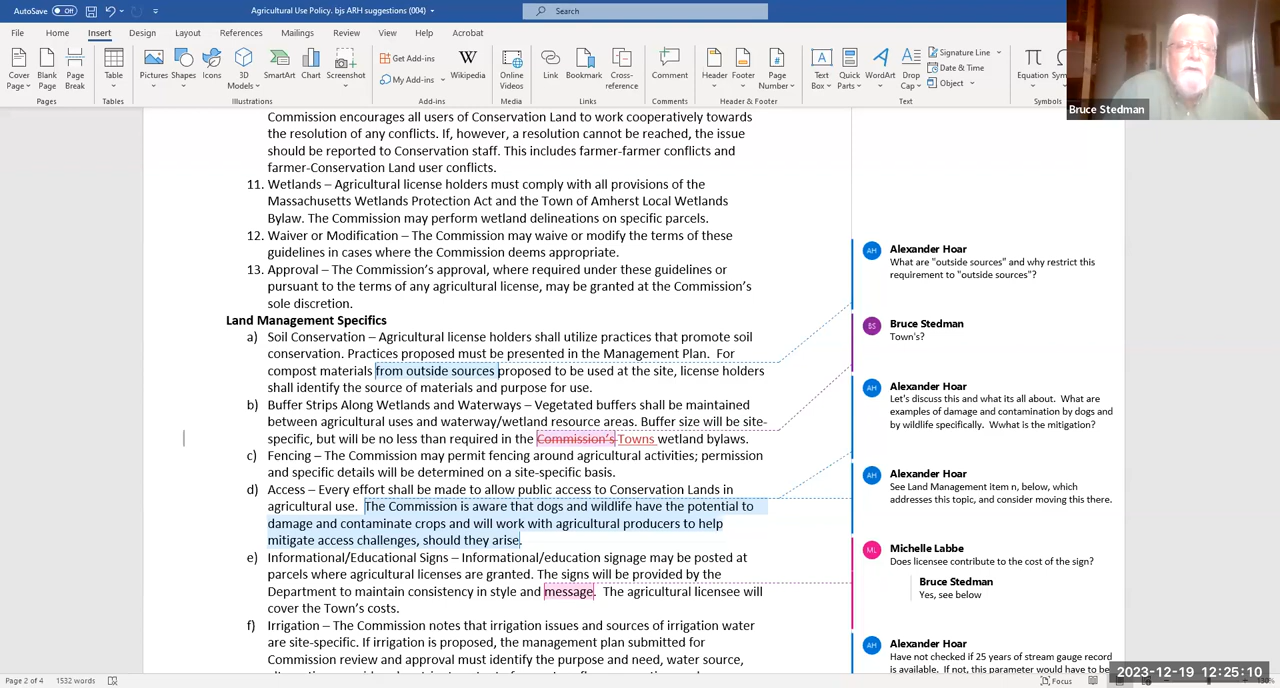 AutoSave Off Agricultural Use Policy. bjs ARH suggestions (004) Search
File Home Insert Design Layout References Mailings Review View Help Acrobat
Cover Page Blank Page Page Break Table Pictures Shapes Icons 3D Models SmartArt Chart Screenshot Get Add-ins My Add-ins Wikipedia Online Videos Link Bookmark Cross-reference Comment Header Footer Page Number Text Box Quick Parts WordArt Drop Cap Signature Line Date & Time Object Equation
Pages Tables Illustrations Add-ins Media Links Comments Header & Footer Text Symbols
Bruce Stedman
Commission encourages all users of Conservation Land to work cooperatively towards
the resolution of any conflicts. If, however, a resolution cannot be reached, the issue
should be reported to Conservation staff. This includes farmer-farmer conflicts and
farmer-Conservation Land user conflicts.
11. Wetlands – Agricultural license holders must comply with all provisions of the
Massachusetts Wetlands Protection Act and the Town of Amherst Local Wetlands
Bylaw. The Commission may perform wetland delineations on specific parcels.
12. Waiver or Modification – The Commission may waive or modify the terms of these
guidelines in cases where the Commission deems appropriate.
13. Approval – The Commission's approval, where required under these guidelines or
pursuant to the terms of any agricultural license, may be granted at the Commission's
sole discretion.
Land Management Specifics
a) Soil Conservation – Agricultural license holders shall utilize practices that promote soil
conservation. Practices proposed must be presented in the Management Plan. For
compost materials from outside sources proposed to be used at the site, license holders
shall identify the source of materials and purpose for use.
b) Buffer Strips Along Wetlands and Waterways – Vegetated buffers shall be maintained
between agricultural uses and waterway/wetland resource areas. Buffer size will be site-
specific, but will be no less than required in the Commission's Towns wetland bylaws.
c) Fencing – The Commission may permit fencing around agricultural activities; permission
and specific details will be determined on a site-specific basis.
d) Access – Every effort shall be made to allow public access to Conservation Lands in
agricultural use. The Commission is aware that dogs and wildlife have the potential to
damage and contaminate crops and will work with agricultural producers to help
mitigate access challenges, should they arise.
e) Informational/Educational Signs – Informational/education signage may be posted at
parcels where agricultural licenses are granted. The signs will be provided by the
Department to maintain consistency in style and message. The agricultural licensee will
cover the Town's costs.
f) Irrigation – The Commission notes that irrigation issues and sources of irrigation water
are site-specific. If irrigation is proposed, the management plan submitted for
Commission review and approval must identify the purpose and need, water source,
AH Alexander Hoar
What are "outside sources" and why restrict this
requirement to "outside sources"?
BS Bruce Stedman
Town's?
AH Alexander Hoar
Let's discuss this and what its all about. What are
examples of damage and contamination by dogs and
by wildlife specifically. Wwhat is the mitigation?
AH Alexander Hoar
See Land Management item n, below, which
addresses this topic, and consider moving this there.
ML Michelle Labbe
Does licensee contribute to the cost of the sign?
Bruce Stedman
Yes, see below
AH Alexander Hoar
Have not checked if 25 years of stream gauge record
is available. If not, this parameter would have to be
Page 2 of 4 1532 words Focus
2023-12-19 12:25:10